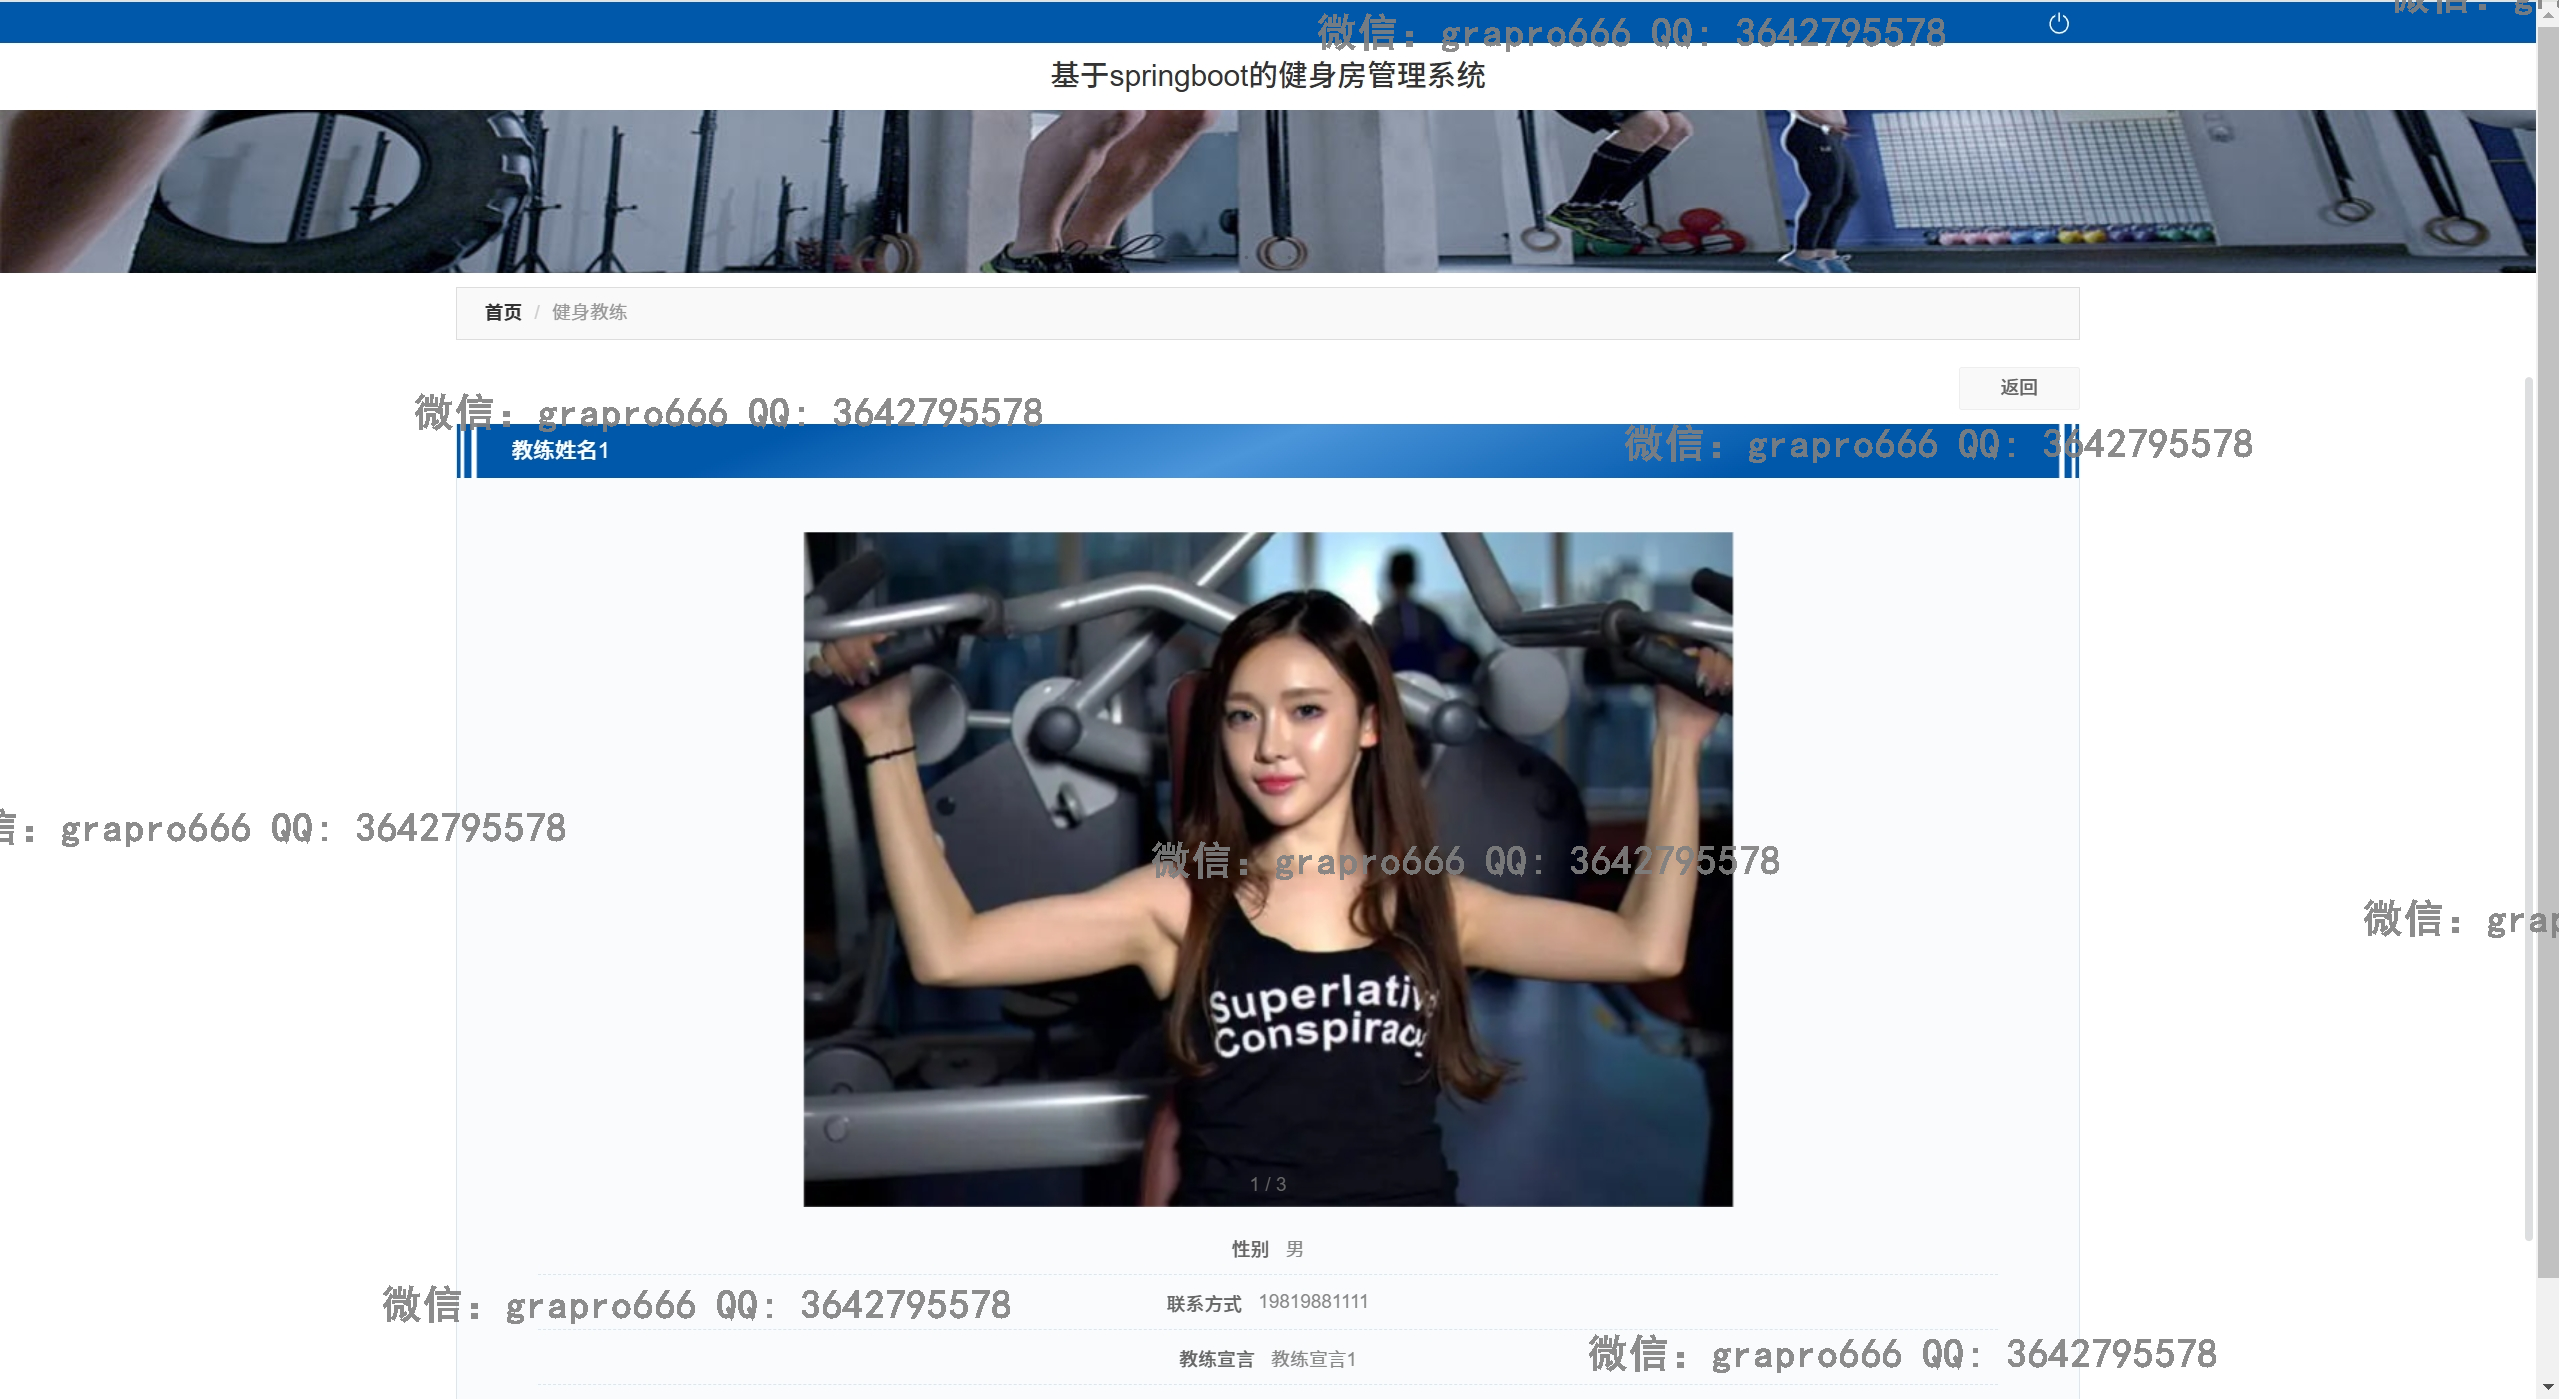 微信: grapro666 QQ: 3642795578
基于springboot的健身房管理系统
首页 / 健身教练
返回
微信: grapro666 QQ: 3642795578
微信: grapro666 QQ: 3642795578
教练姓名1
信: grapro666 QQ: 3642795578
微信: grapro666 QQ: 3642795578
微信: grap
Superlativ
Conspiracy
1 / 3
性别 男
微信: grapro666 QQ: 3642795578
联系方式 19819881111
微信: grapro666 QQ: 3642795578
教练宣言 教练宣言1